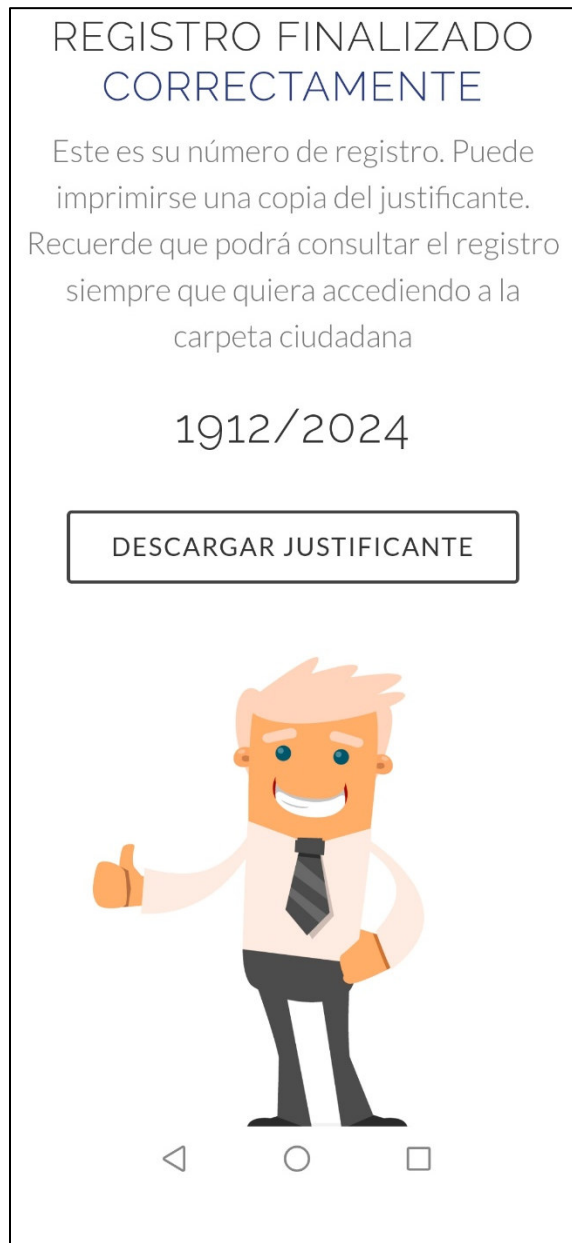 REGISTRO FINALIZADO
CORRECTAMENTE
Este es su número de registro. Puede
imprimirse una copia del justificante.
Recuerde que podrá consultar el registro
siempre que quiera accediendo a la
carpeta ciudadana
1912/2024
DESCARGAR JUSTIFICANTE